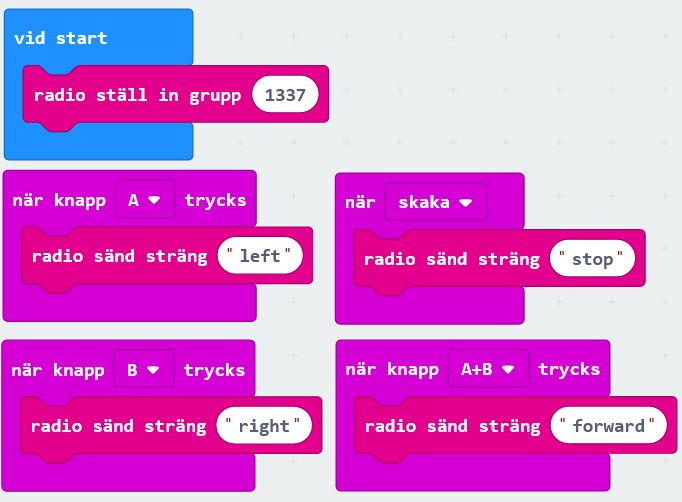 vid start
radio ställ in grupp 1337
när knapp A trycks
radio sänd sträng "left"
när skaka
radio sänd sträng "stop"
när knapp B trycks
radio sänd sträng "right"
när knapp A+B trycks
radio sänd sträng "forward"